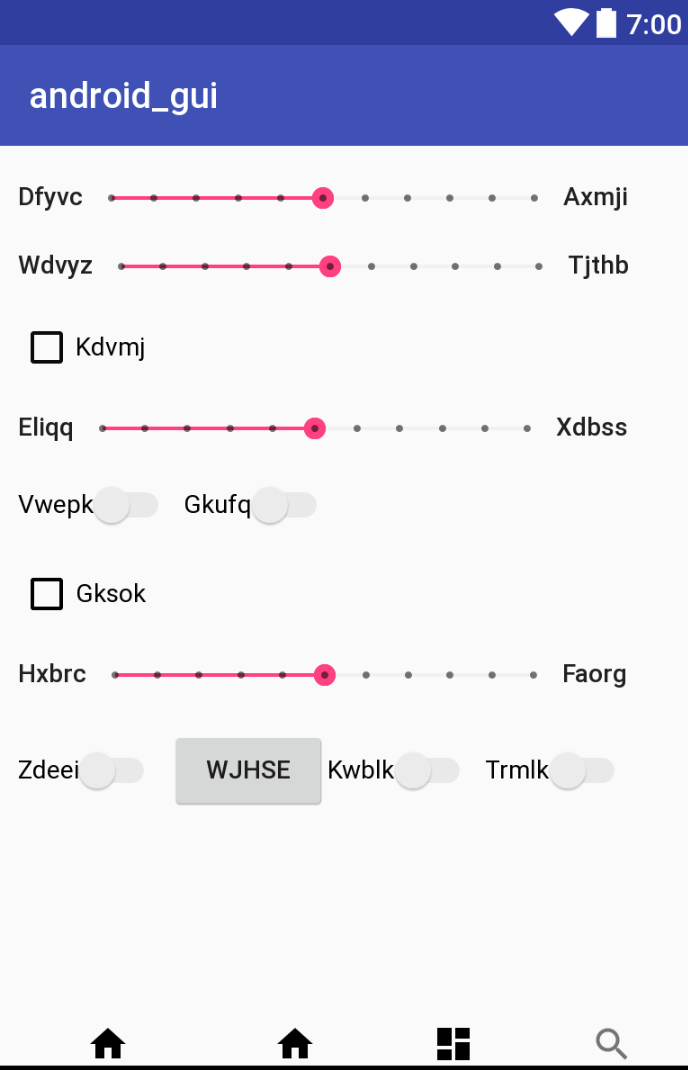 7:00
android_gui
Dfyvc Axmji
Wdvyz Tjthb
Kdvmj
Eliqq Xdbss
Vwepk Gkufq
Gksok
Hxbrc Faorg
Zdeei WJHSE Kwblk Trmlk